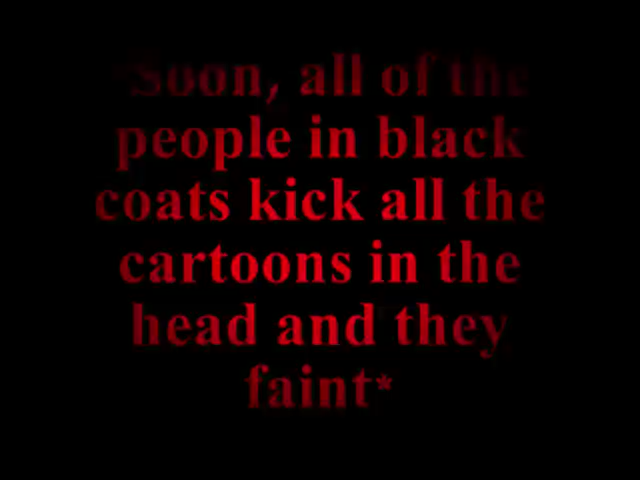 *Soon, all of the
people in black
coats kick all the
cartoons in the
head and they
faint*